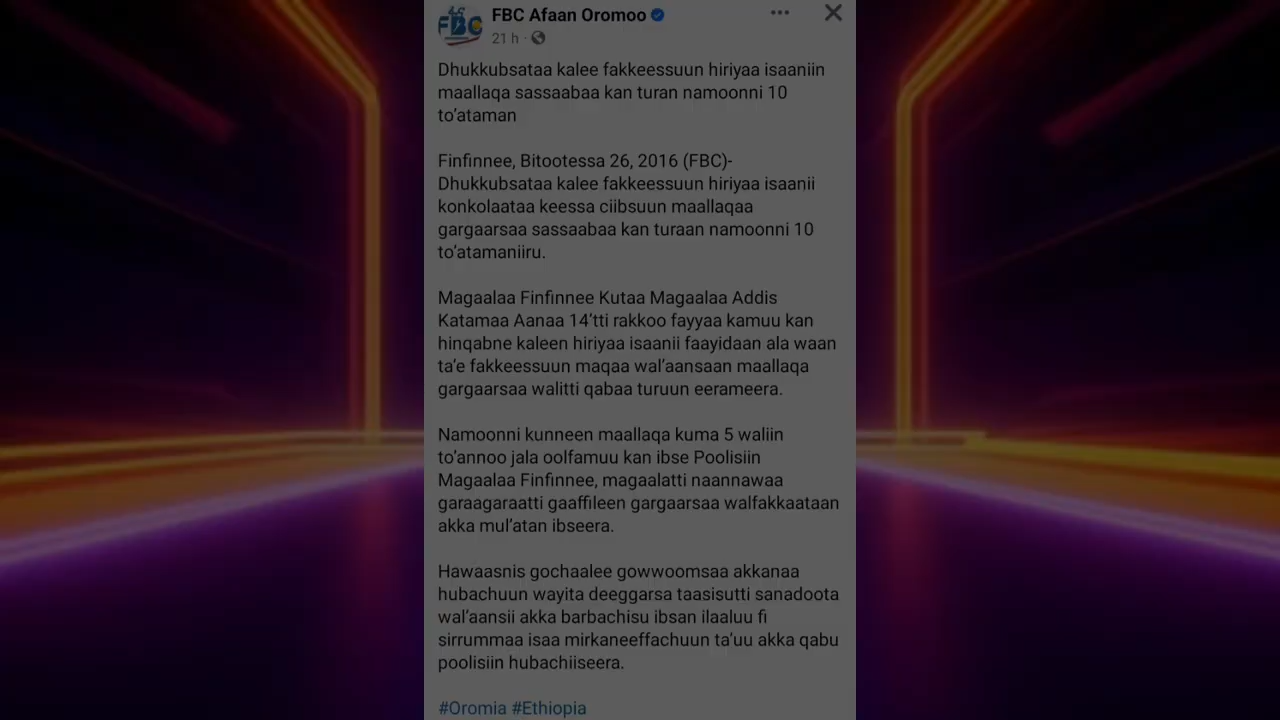 FBC
FBC Afaan Oromoo
21 h ·
Dhukkubsataa kalee fakkeessuun hiriyaa isaaniin
maallaqa sassaabaa kan turan namoonni 10
to’ataman
Finfinnee, Bitootessa 26, 2016 (FBC)-
Dhukkubsataa kalee fakkeessuun hiriyaa isaanii
konkolaataa keessa ciibsuun maallaqaa
gargaarsaa sassaabaa kan turaan namoonni 10
to’atamaniiru.
Magaalaa Finfinnee Kutaa Magaalaa Addis
Katamaa Aanaa 14’tti rakkoo fayyaa kamuu kan
hinqabne kaleen hiriyaa isaanii faayidaan ala waan
ta’e fakkeessuun maqaa wal’aansaan maallaqa
gargaarsaa walitti qabaa turuun eerameera.
Namoonni kunneen maallaqa kuma 5 waliin
to’annoo jala oolfamuu kan ibse Poolisiin
Magaalaa Finfinnee, magaalatti naannawaa
garaagaraatti gaaffileen gargaarsaa walfakkaataan
akka mul’atan ibseera.
Hawaasnis gochaalee gowwoomsaa akkanaa
hubachuun wayita deeggarsa taasisutti sanadoota
wal’aansii akka barbachisu ibsan ilaaluu fi
sirrummaa isaa mirkaneeffachuun ta’uu akka qabu
poolisiin hubachiiseera.
#Oromia #Ethiopia